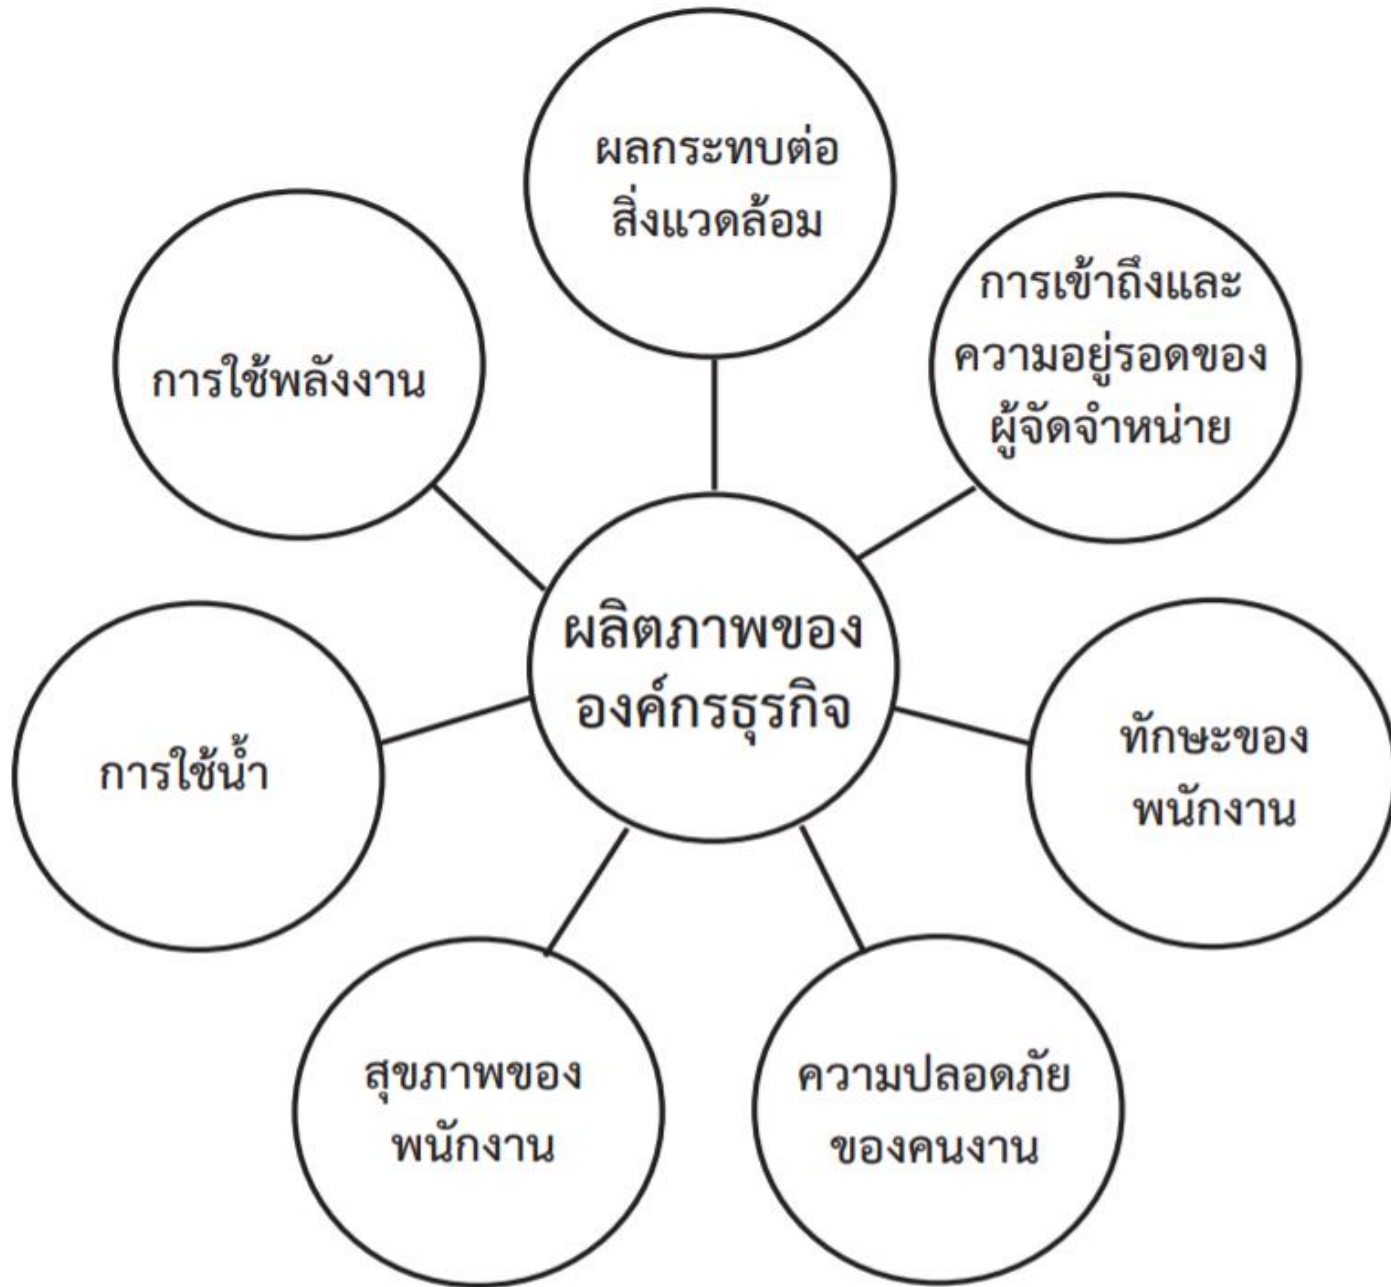 ผลกระทบต่อ
สิ่งแวดล้อม
การเข้าถึงและ
ความอยู่รอดของ
ผู้จัดจำหน่าย
การใช้พลังงาน
ผลิตภาพของ
องค์กรธุรกิจ
ทักษะของ
พนักงาน
การใช้น้ำ
สุขภาพของ
พนักงาน
ความปลอดภัย
ของคนงาน